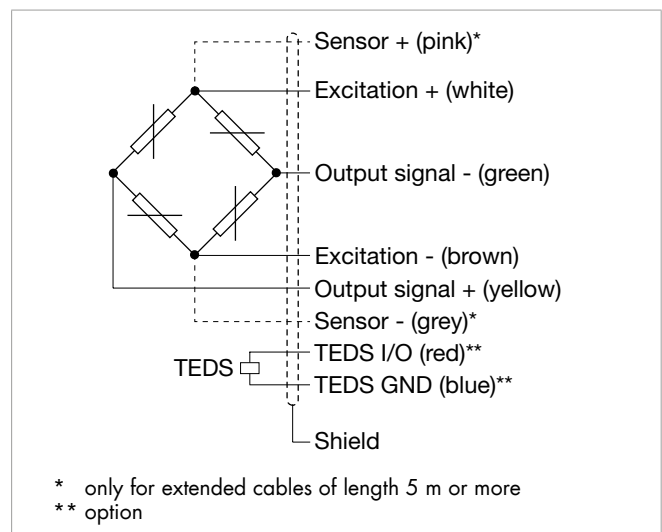 Sensor + (pink)*
Excitation + (white)
Output signal - (green)
Excitation - (brown)
Output signal + (yellow)
Sensor - (grey)*
TEDS I/O (red)**
TEDS
TEDS GND (blue)**
Shield
* only for extended cables of length 5 m or more
** option